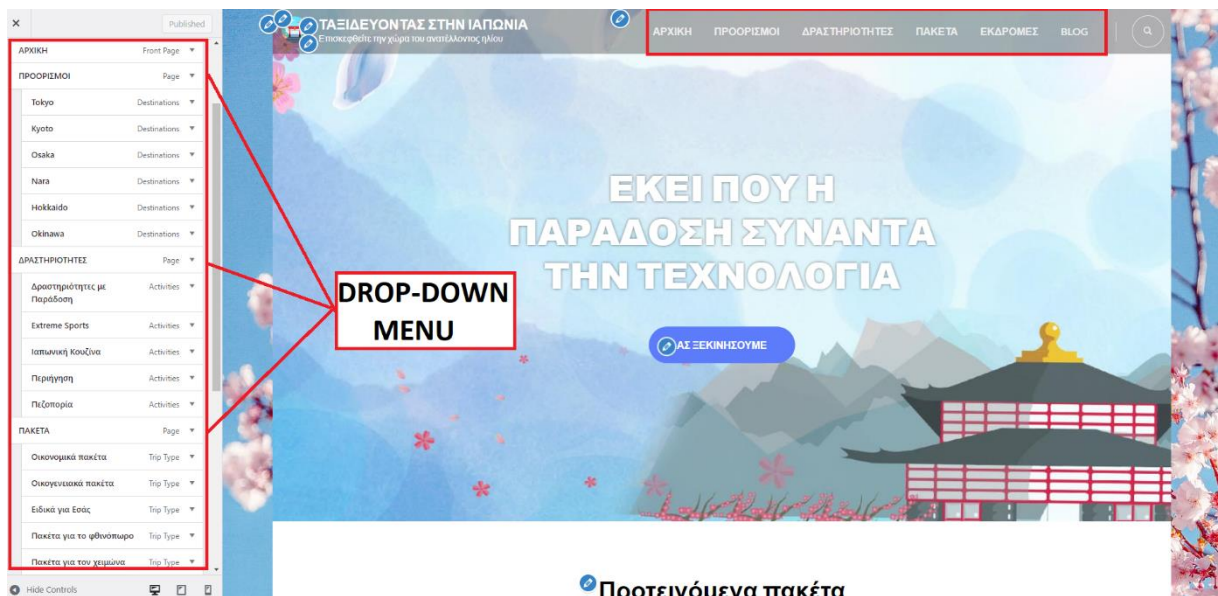 Published
ΑΡΧΙΚΗ Front Page
ΠΡΟΟΡΙΣΜΟΙ Page
Tokyo Destinations
Kyoto Destinations
Osaka Destinations
Nara Destinations
Hokkaido Destinations
Okinawa Destinations
ΔΡΑΣΤΗΡΙΟΤΗΤΕΣ Page
Δραστηριότητες με Activities
Παράδοση
Extreme Sports Activities
Ιαπωνική Κουζίνα Activities
Περιήγηση Activities
Πεζοπορία Activities
ΠΑΚΕΤΑ Page
Οικονομικά πακέτα Trip Type
Οικογενειακά πακέτα Trip Type
Ειδικά για Εσάς Trip Type
Πακέτα για το φθινόπωρο Trip Type
Πακέτα για τον χειμώνα Trip Type
Hide Controls
DROP-DOWN
MENU
ΤΑΞΙΔΕΥΟΝΤΑΣ ΣΤΗΝ ΙΑΠΩΝΙΑ
Επισκεφθείτε την χώρα του ανατέλλοντος ηλίου
ΑΡΧΙΚΗ ΠΡΟΟΡΙΣΜΟΙ ΔΡΑΣΤΗΡΙΟΤΗΤΕΣ ΠΑΚΕΤΑ ΕΚΔΡΟΜΕΣ BLOG
ΕΚΕΙ ΠΟΥ Η
ΠΑΡΑΔΟΣΗ ΣΥΝΑΝΤΑ
ΤΗΝ ΤΕΧΝΟΛΟΓΙΑ
ΑΣ ΞΕΚΙΝΗΣΟΥΜΕ
Προτεινόμενα πακέτα